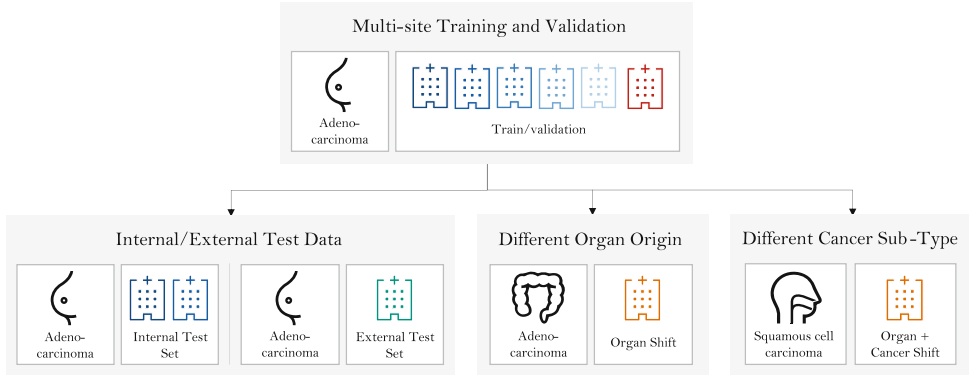 Multi-site Training and Validation
Adeno-
carcinoma
Train/validation
Internal/External Test Data
Adeno-
carcinoma
Internal Test
Set
Adeno-
carcinoma
External Test
Set
Different Organ Origin
Adeno-
carcinoma
Organ Shift
Different Cancer Sub-Type
Squamous cell
carcinoma
Organ +
Cancer Shift